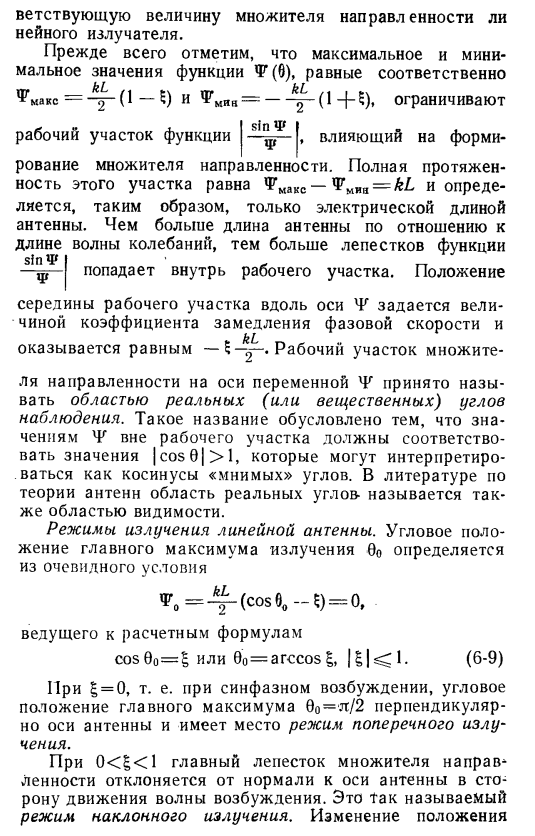 ветствующую величину множителя направленности ли
нейного излучателя.
Прежде всего отметим, что максимальное и мини-
мальное значения функции Ψ(θ), равные соответственно
Ψмакс = kL/2 (1 − ξ) и Ψмин = − kL/2 (1 + ξ), ограничивают
рабочий участок функции |sin Ψ/Ψ|, влияющий на форми-
рование множителя направленности. Полная протяжен-
ность этого участка равна Ψмакс − Ψмин = kL и опреде-
ляется, таким образом, только электрической длиной
антенны. Чем больше длина антенны по отношению к
длине волны колебаний, тем больше лепестков функции
sin Ψ/Ψ| попадает внутрь рабочего участка. Положение
середины рабочего участка вдоль оси Ψ задается вели-
чиной коэффициента замедления фазовой скорости и
оказывается равным − ξ kL/2. Рабочий участок множите-
ля направленности на оси переменной Ψ принято назы-
вать областью реальных (или вещественных) углов
наблюдения. Такое название обусловлено тем, что зна-
чениям Ψ вне рабочего участка должны соответство-
вать значения |cos θ|>1, которые могут интерпретиро-
ваться как косинусы «мнимых» углов. В литературе по
теории антенн область реальных углов называется так-
же областью видимости.
Режимы излучения линейной антенны. Угловое поло-
жение главного максимума излучения θ₀ определяется
из очевидного условия
Ψ₀ = kL/2 (cos θ₀ − ξ) = 0,
ведущего к расчетным формулам
cos θ₀=ξ или θ₀=arccos ξ, |ξ|⩽1. (6-9)
При ξ=0, т. е. при синфазном возбуждении, угловое
положение главного максимума θ₀=π/2 перпендикуляр-
но оси антенны и имеет место режим поперечного излу-
чения.
При 0<ξ<1 главный лепесток множителя направ-
ленности отклоняется от нормали к оси антенны в сто-
рону движения волны возбуждения. Это так называемый
режим наклонного излучения. Изменение положения